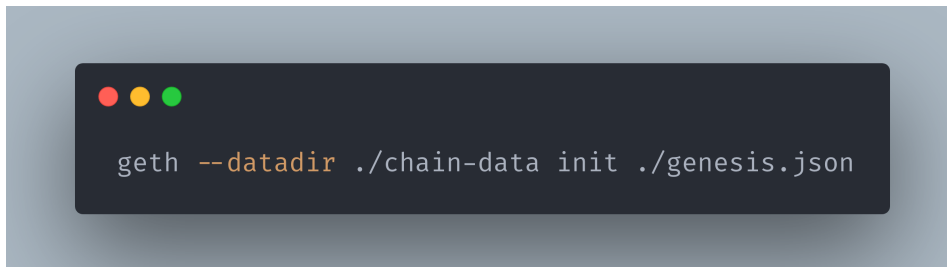 geth --datadir ./chain-data init ./genesis.json